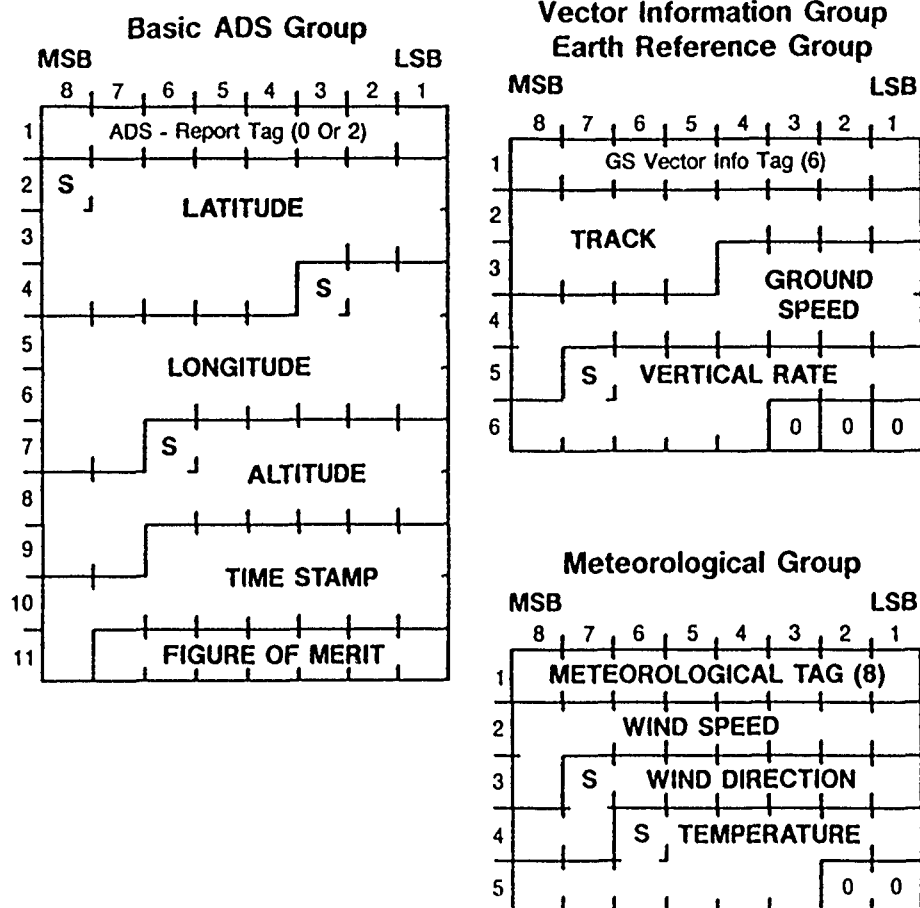 Basic ADS Group
MSB LSB
8 7 6 5 4 3 2 1
1 ADS - Report Tag (0 Or 2)
2 S
LATITUDE
3
4 S
5
LONGITUDE
6
7 S
ALTITUDE
8
9
TIME STAMP
10
11 FIGURE OF MERIT
Vector Information Group
Earth Reference Group
MSB LSB
8 7 6 5 4 3 2 1
1 GS Vector Info Tag (6)
2
TRACK
3 GROUND
SPEED
4
5 S VERTICAL RATE
6 0 0 0
Meteorological Group
MSB LSB
8 7 6 5 4 3 2 1
1 METEOROLOGICAL TAG (8)
2 WIND SPEED
3 S WIND DIRECTION
4 S TEMPERATURE
5 0 0